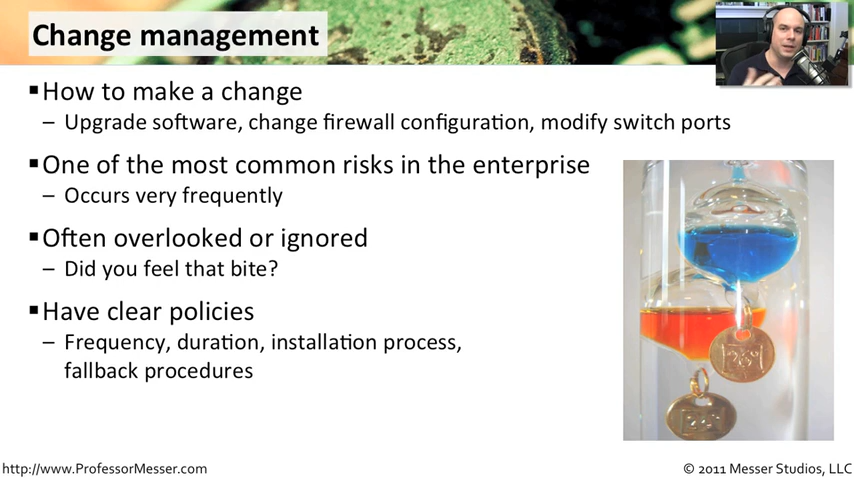 Change management
▪How to make a change
– Upgrade software, change firewall configuration, modify switch ports
▪One of the most common risks in the enterprise
– Occurs very frequently
▪Often overlooked or ignored
– Did you feel that bite?
▪Have clear policies
– Frequency, duration, installation process,
fallback procedures
http://www.ProfessorMesser.com
© 2011 Messer Studios, LLC